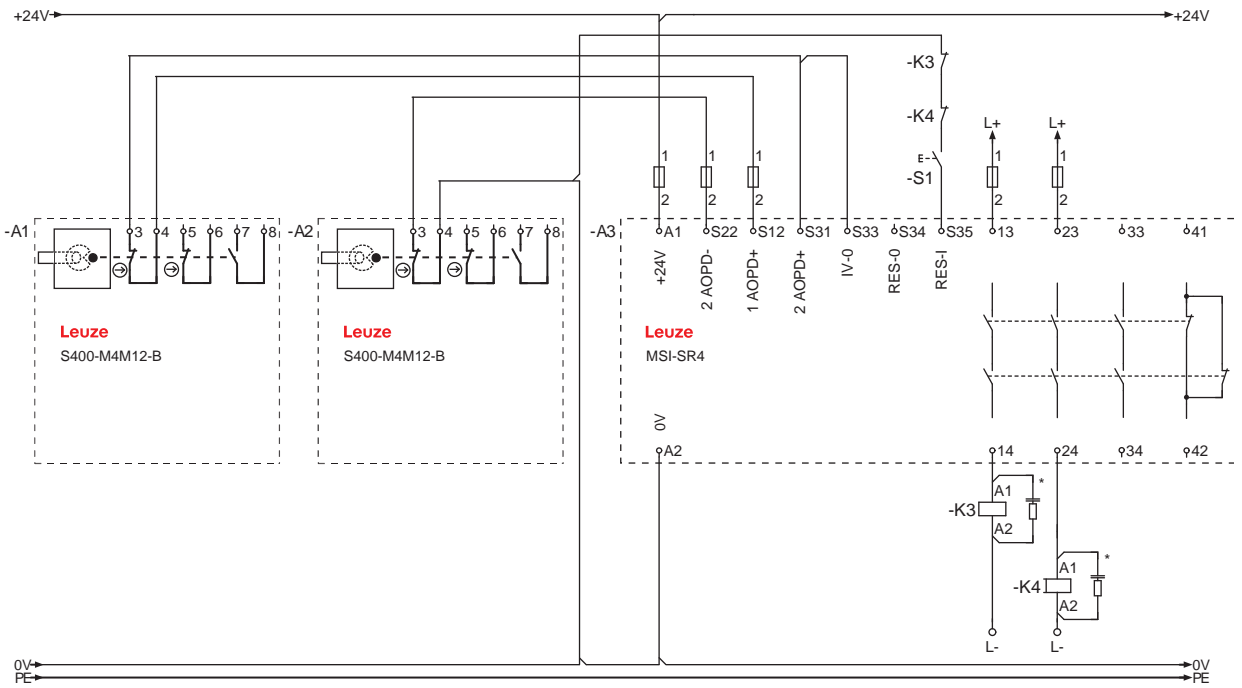 +24V +24V
-K3
-K4
L+ L+
1 1 1 1 1
E
-S1
2 2 2 2 2
-A1 3 4 5 6 7 8 -A2 3 4 5 6 7 8 -A3 A1 S22 S12 S31 S33 S34 S35 13 23 33 41
+24V
2 AOPD-
1 AOPD+
2 AOPD+
IV-0
RES-0
RES-I
Leuze
S400-M4M12-B
Leuze
S400-M4M12-B
Leuze
MSI-SR4
0V
A2 14 24 34 42
A1 *
-K3
A2
A1 *
-K4
A2
L- L-
0V 0V
PE PE